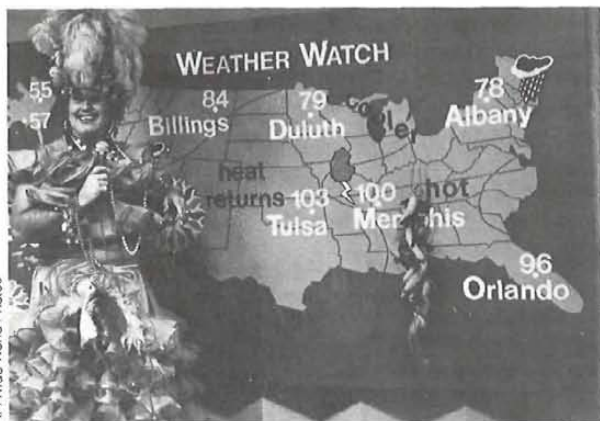 WEATHER WATCH
55
57
84
Billings
79
Duluth
cooler
78
Albany
heat
returns
103
Tulsa
100
Memphis
hot
96
Orlando